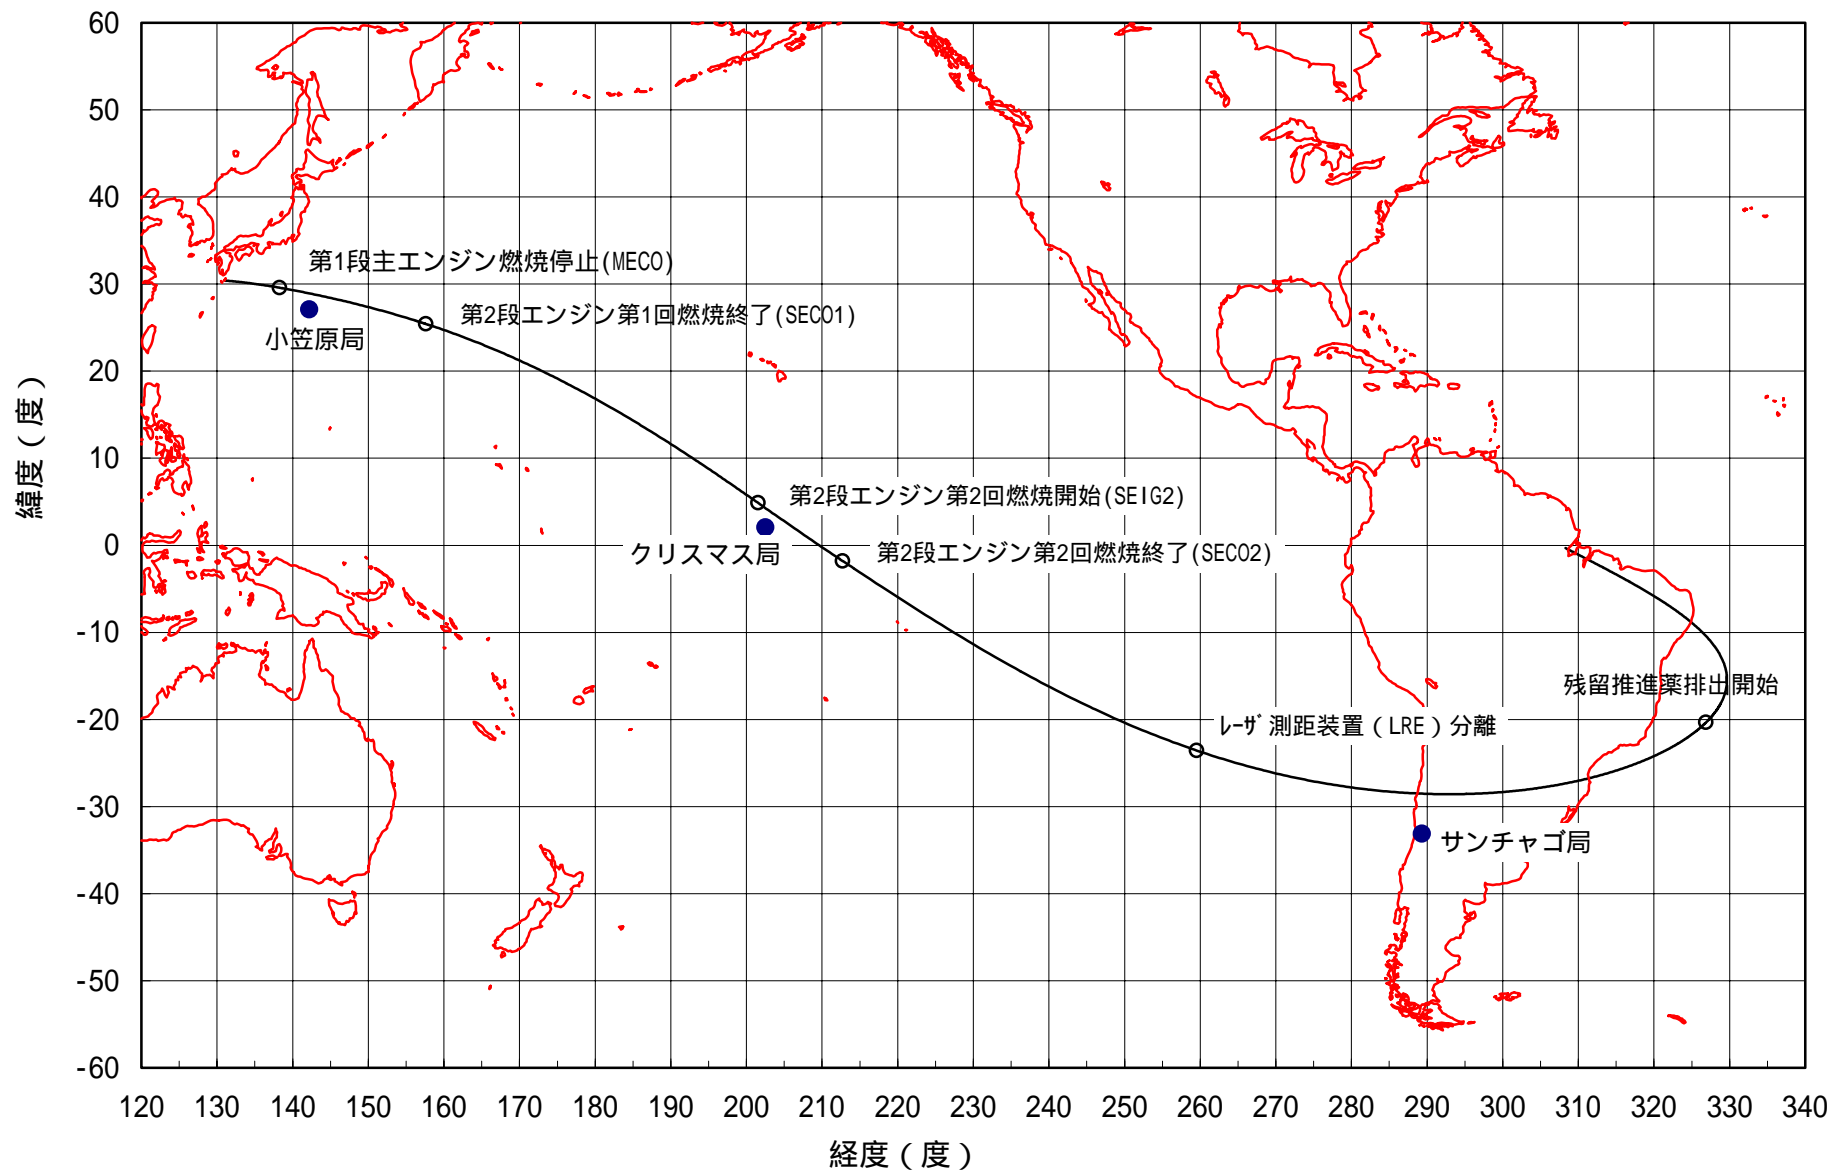 60
50
40
30
20
10
0
-10
-20
-30
-40
-50
-60
緯度(度)
第1段主エンジン燃焼停止(MECO)
第2段エンジン第1回燃焼終了(SECO1)
小笠原局
第2段エンジン第2回燃焼開始(SEIG2)
クリスマス局
第2段エンジン第2回燃焼終了(SECO2)
残留推進薬排出開始
ﾚｰｻﾞ測距装置(LRE)分離
サンチャゴ局
120 130 140 150 160 170 180 190 200 210 220 230 240 250 260 270 280 290 300 310 320 330 340
経度(度)